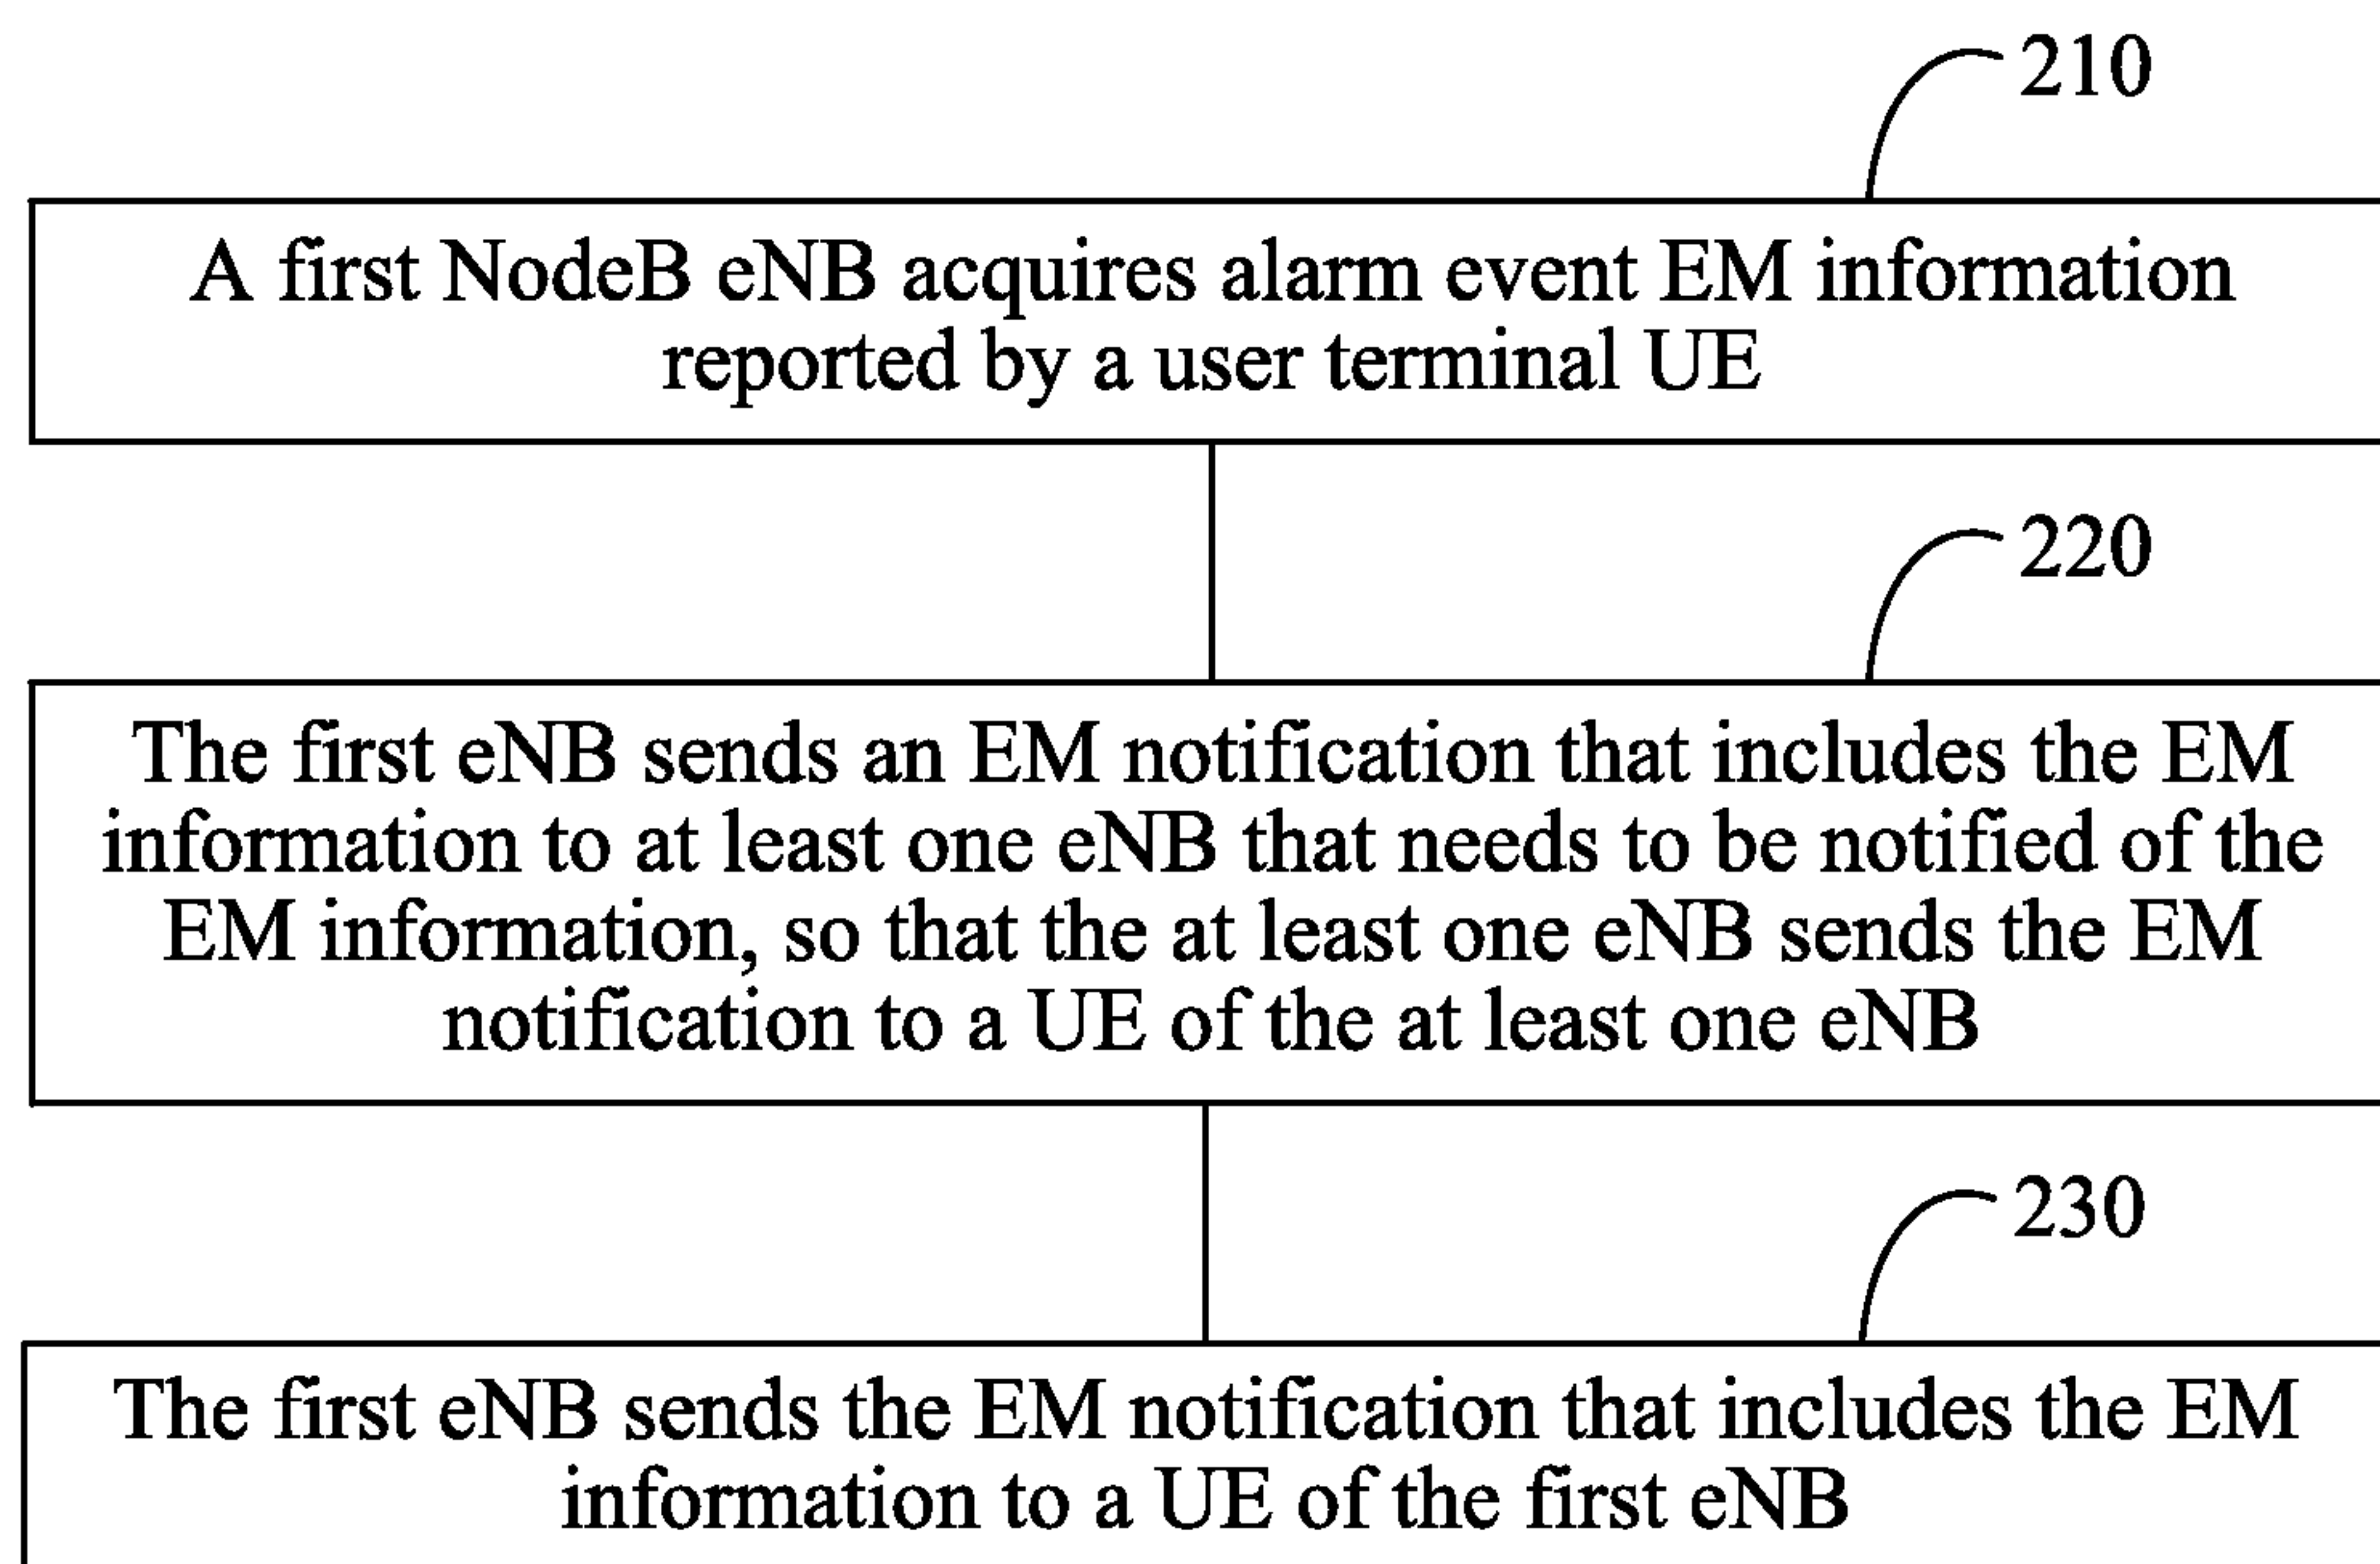 210
A first NodeB eNB acquires alarm event EM information
reported by a user terminal UE
220
The first eNB sends an EM notification that includes the EM
information to at least one eNB that needs to be notified of the
EM information, so that the at least one eNB sends the EM
notification to a UE of the at least one eNB
230
The first eNB sends the EM notification that includes the EM
information to a UE of the first eNB